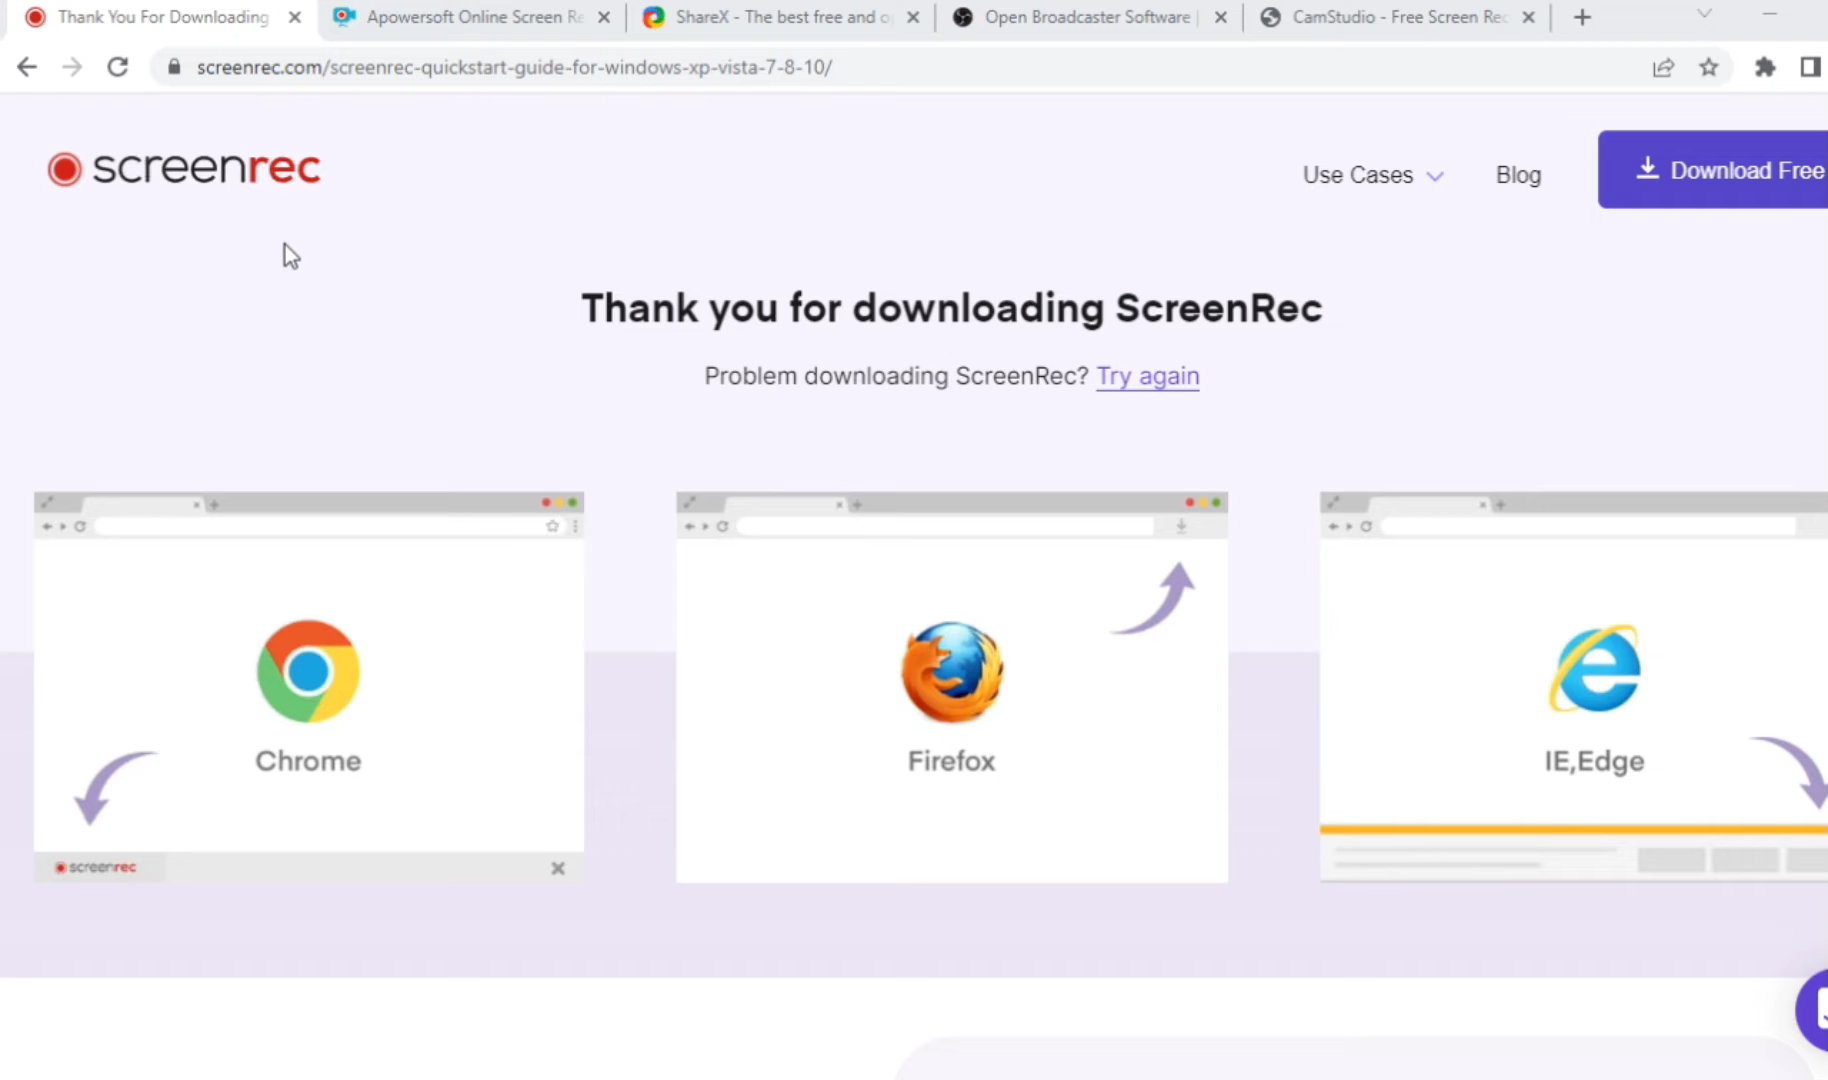 Thank You For Downloading
Apowersoft Online Screen Re
ShareX - The best free and o
Open Broadcaster Software |
CamStudio - Free Screen Rec
screenrec.com/screenrec-quickstart-guide-for-windows-xp-vista-7-8-10/
screenrec
Use Cases
Blog
Download Free
Thank you for downloading ScreenRec
Problem downloading ScreenRec? Try again
Chrome
Firefox
IE,Edge
screenrec